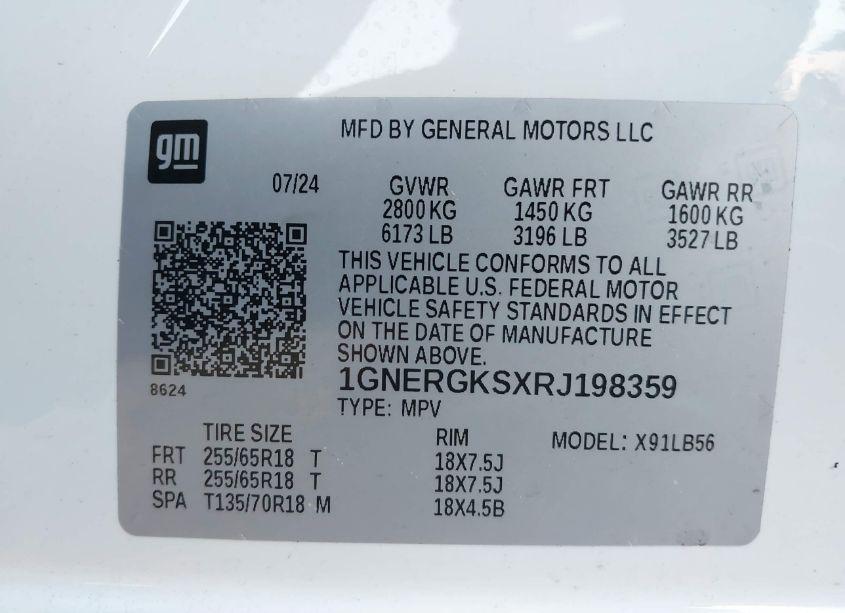 gm
MFD BY GENERAL MOTORS LLC
07/24 GVWR GAWR FRT GAWR RR
2800 KG 1450 KG 1600 KG
6173 LB 3196 LB 3527 LB
THIS VEHICLE CONFORMS TO ALL
APPLICABLE U.S. FEDERAL MOTOR
VEHICLE SAFETY STANDARDS IN EFFECT
ON THE DATE OF MANUFACTURE
SHOWN ABOVE.
1GNERGKSXRJ198359
8624
TYPE: MPV
TIRE SIZE RIM MODEL: X91LB56
FRT 255/65R18 T 18X7.5J
RR 255/65R18 T 18X7.5J
SPA T135/70R18 M 18X4.5B